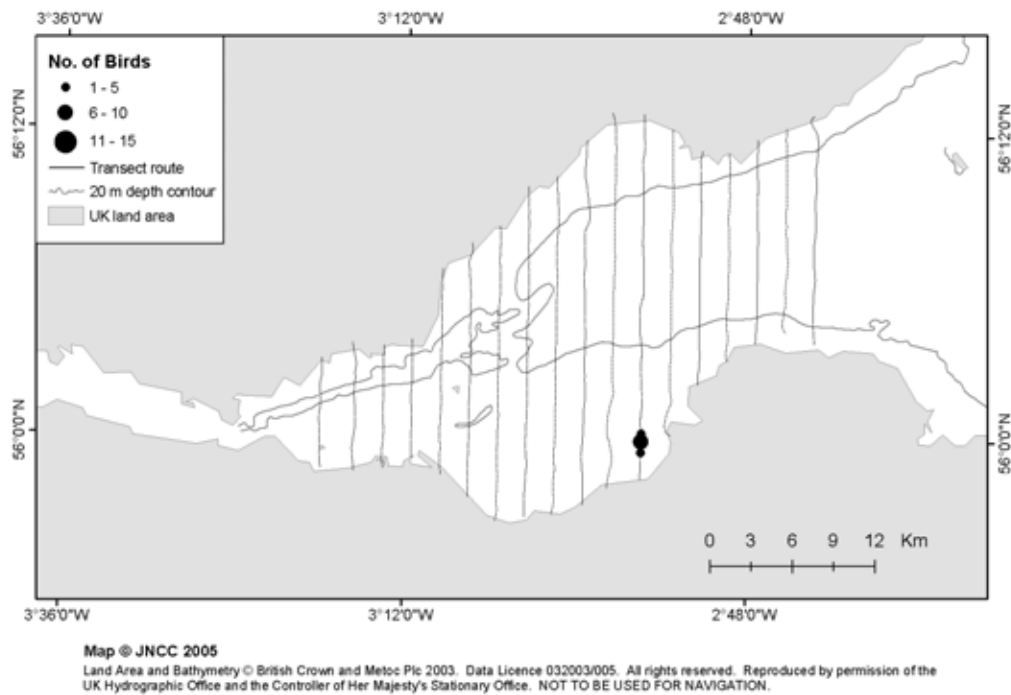 3°36'0"W 3°12'0"W 2°48'0"W
No. of Birds
1 - 5
6 - 10
11 - 15
Transect route
20 m depth contour
UK land area
56°12'0"N
56°12'0"N
56°0'0"N
56°0'0"N
0 3 6 9 12 Km
3°36'0"W 3°12'0"W 2°48'0"W
Map © JNCC 2005
Land Area and Bathymetry © British Crown and Metoc Plc 2003. Data Licence 032003/005. All rights reserved. Reproduced by permission of the
UK Hydrographic Office and the Controller of Her Majesty's Stationary Office. NOT TO BE USED FOR NAVIGATION.